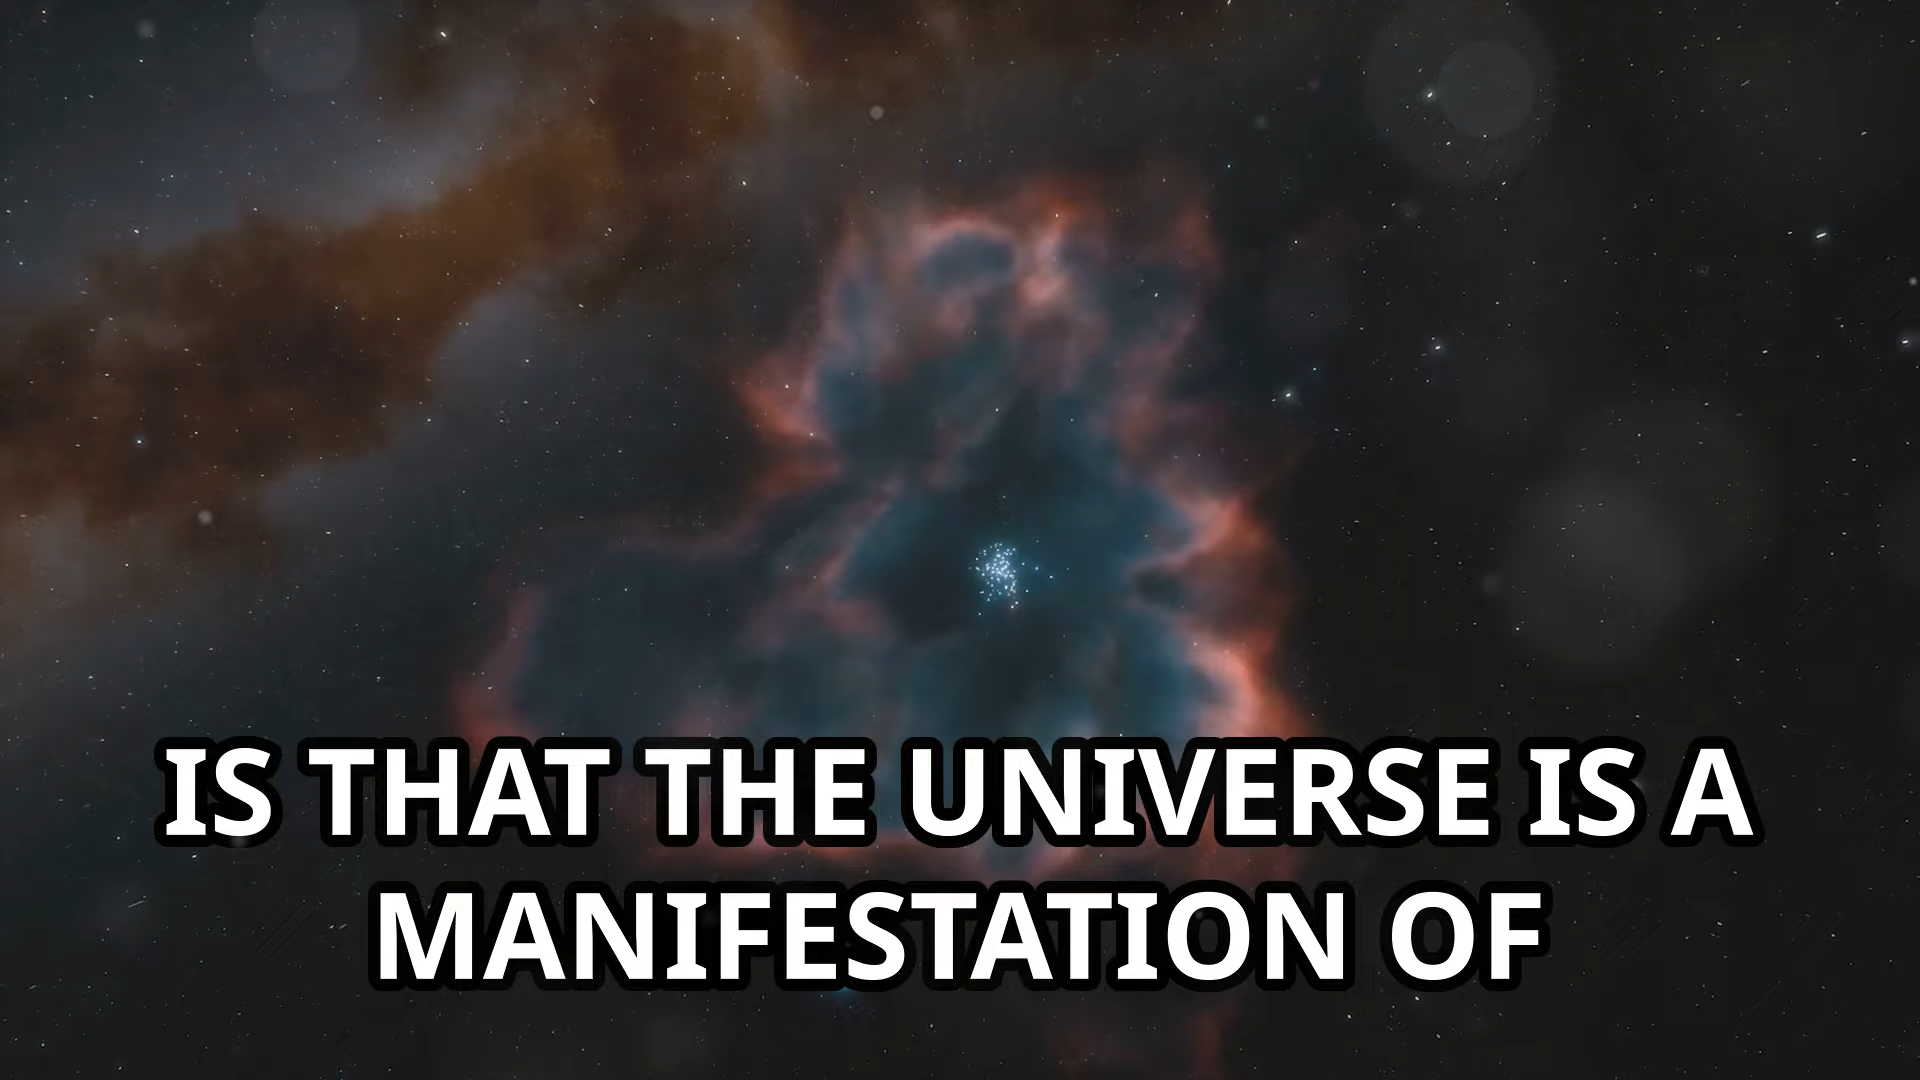 IS THAT THE UNIVERSE IS A
MANIFESTATION OF